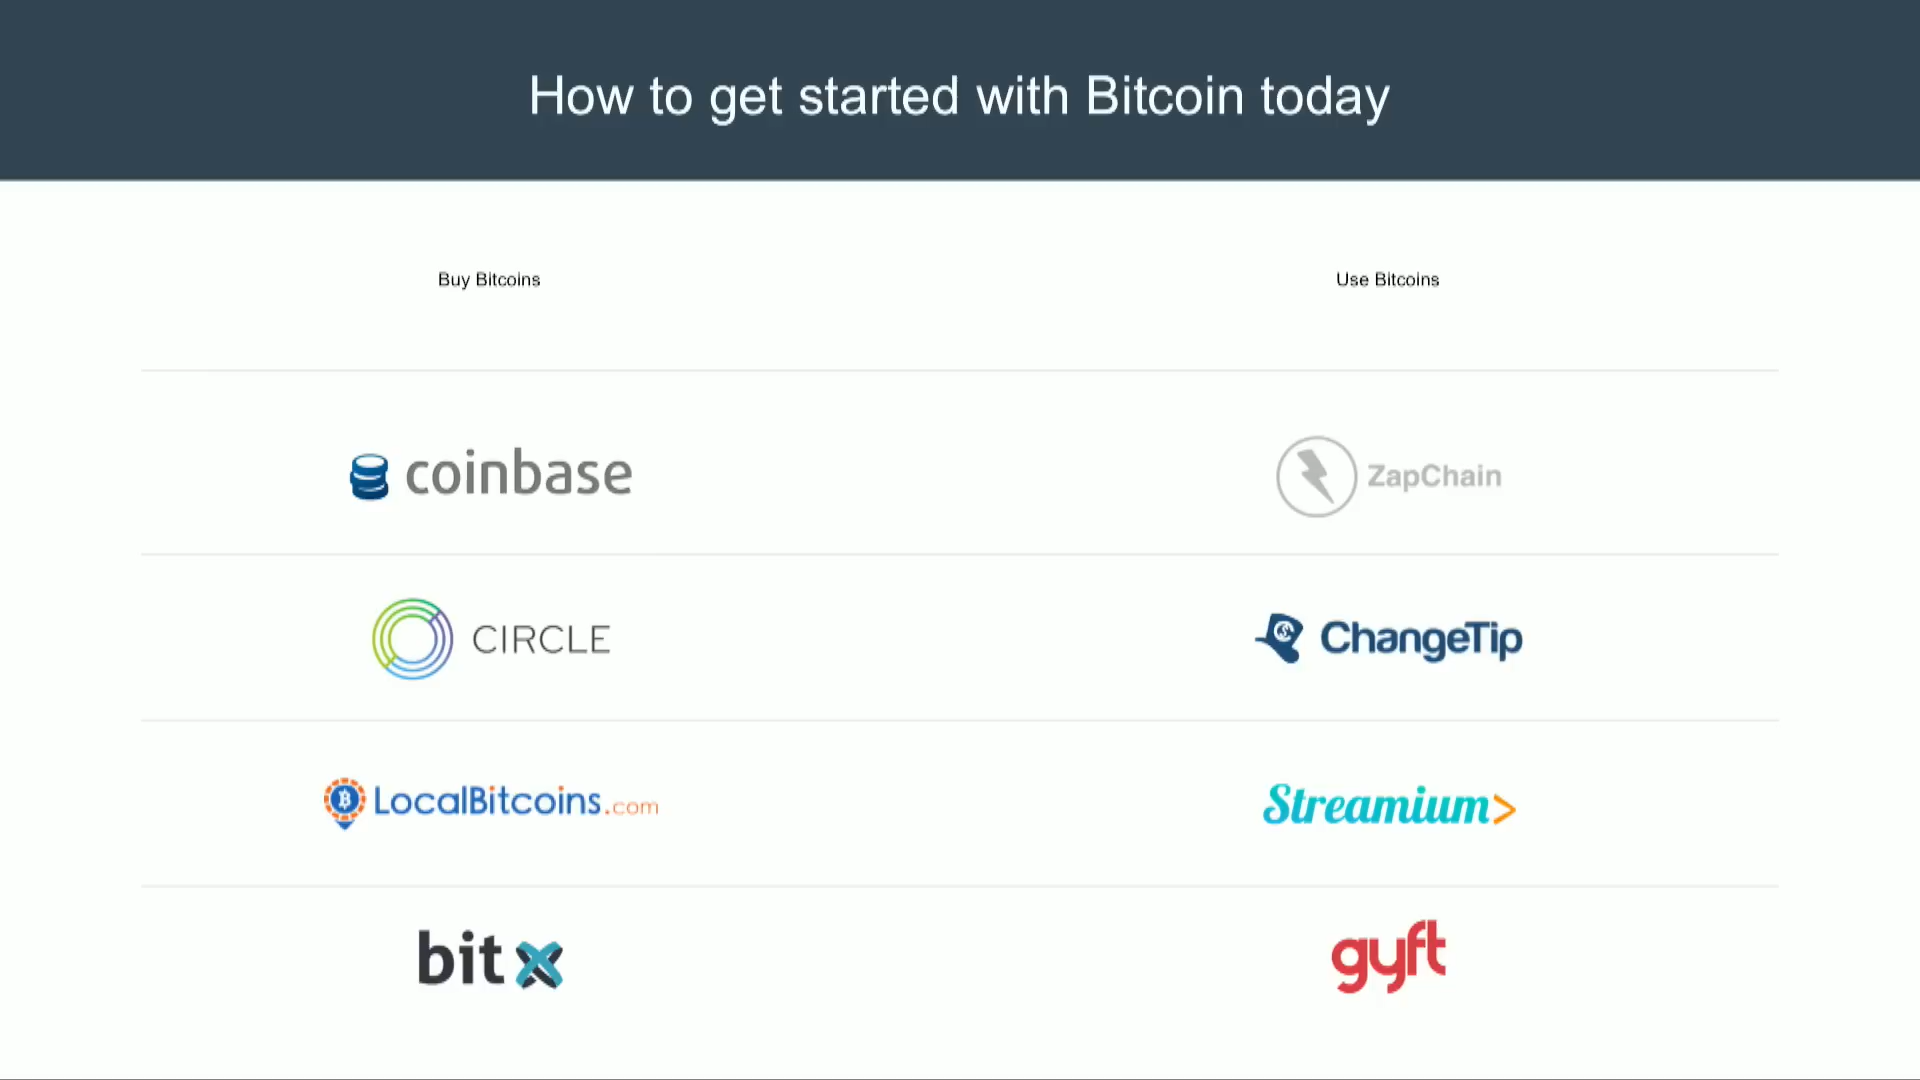 How to get started with Bitcoin today
Buy Bitcoins
Use Bitcoins
coinbase
ZapChain
CIRCLE
ChangeTip
LocalBitcoins.com
Streamium>
bitx
gyft